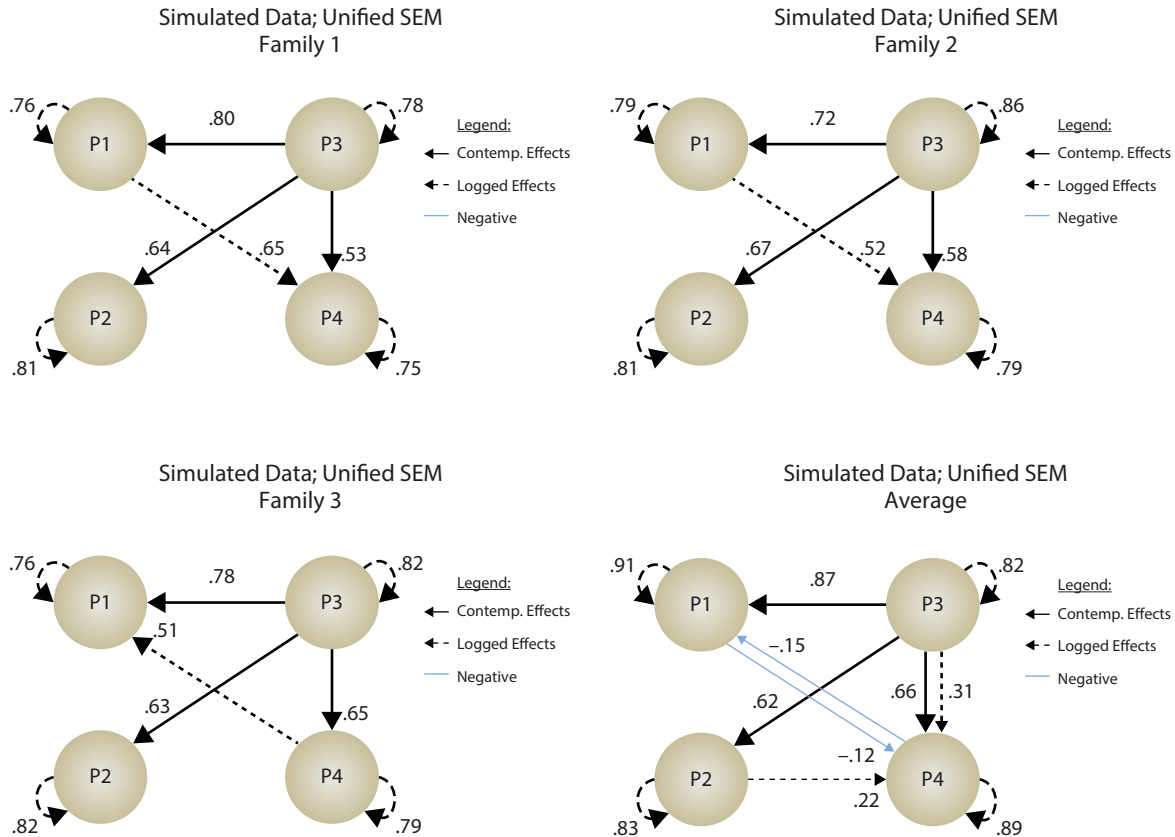 Simulated Data; Unified SEM
Family 1
.76
P1
.80
P3
.78
.64
.65
.53
P2
P4
.81
.75
Legend:
Contemp. Effects
Logged Effects
Simulated Data; Unified SEM
Family 2
.79
P1
.72
P3
.86
.67
.52
.58
P2
P4
.81
.79
Legend:
Contemp. Effects
Logged Effects
Negative
Negative
Simulated Data; Unified SEM
Family 3
.76
P1
.78
P3
.82
.51
.63
.65
P2
P4
.82
.79
Legend:
Contemp. Effects
Logged Effects
Negative
Simulated Data; Unified SEM
Average
.91
P1
.87
P3
.82
–.15
.62
.66
.31
–.12
P2
.22
P4
.83
.89
Legend:
Contemp. Effects
Logged Effects
Negative